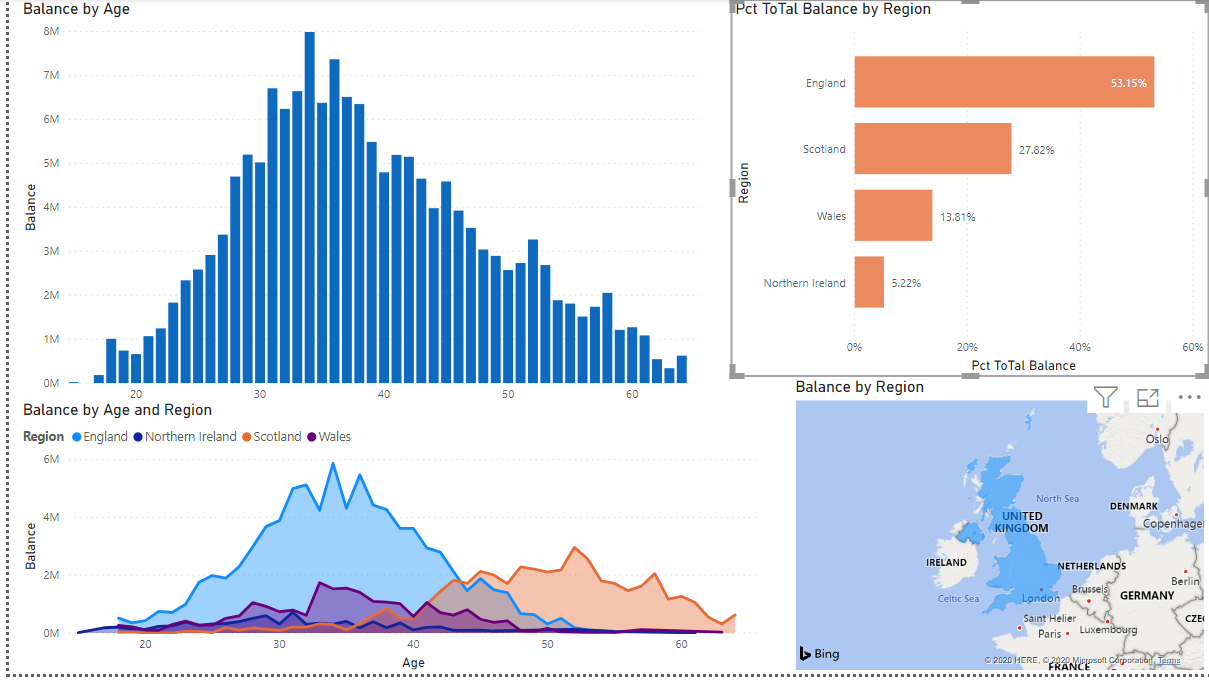 Balance by Age
8M
7M
6M
5M
4M
3M
2M
1M
0M
Balance
20 30 40 50 60
Pct ToTal Balance by Region
England 53.15%
Scotland 27.82%
Wales 13.81%
Northern Ireland 5.22%
Region
0% 20% 40% 60%
Pct ToTal Balance
Balance by Age and Region
Region England Northern Ireland Scotland Wales
6M
4M
2M
0M
Balance
20 30 40 50 60
Age
Balance by Region
Oslo
North Sea
UNITED
KINGDOM
DENMARK
Copenhage
IRELAND
NETHERLANDS
Berlin
Celtic Sea
London
Brussels
GERMANY
Saint Helier
CZE
Paris
Luxembourg
Bing
© 2020 HERE, © 2020 Microsoft Corporation, Terms
FRANCE